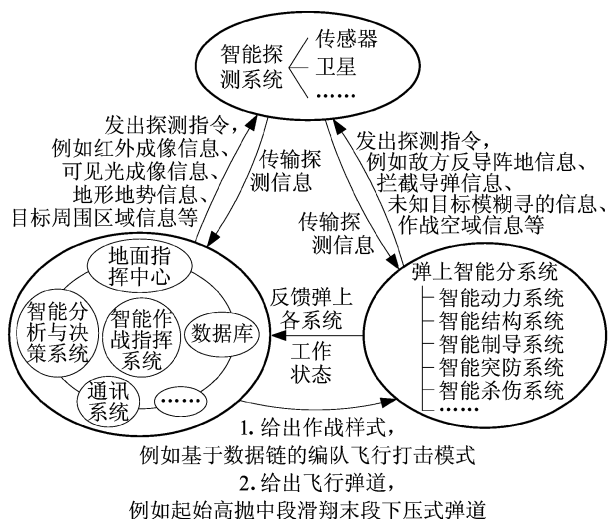 智能探
测系统
传感器
卫星
……
发出探测指令,
例如红外成像信息、
可见光成像信息、
地形地势信息、
目标周围区域信息等
传输探
测信息
发出探测指令,
例如敌方反导阵地信息、
拦截导弹信息、
未知目标模糊寻的信息、
作战空域信息等
传输探
测信息
地面指
挥中心
智能分
析与决
策系统
智能作
战指挥
系统
数据库
通讯
系统
……
反馈弹上
各系统
工作
状态
弹上智能分系统
智能动力系统
智能结构系统
智能制导系统
智能突防系统
智能杀伤系统
……
1. 给出作战样式,
例如基于数据链的编队飞行打击模式
2. 给出飞行弹道,
例如起始高抛中段滑翔末段下压式弹道